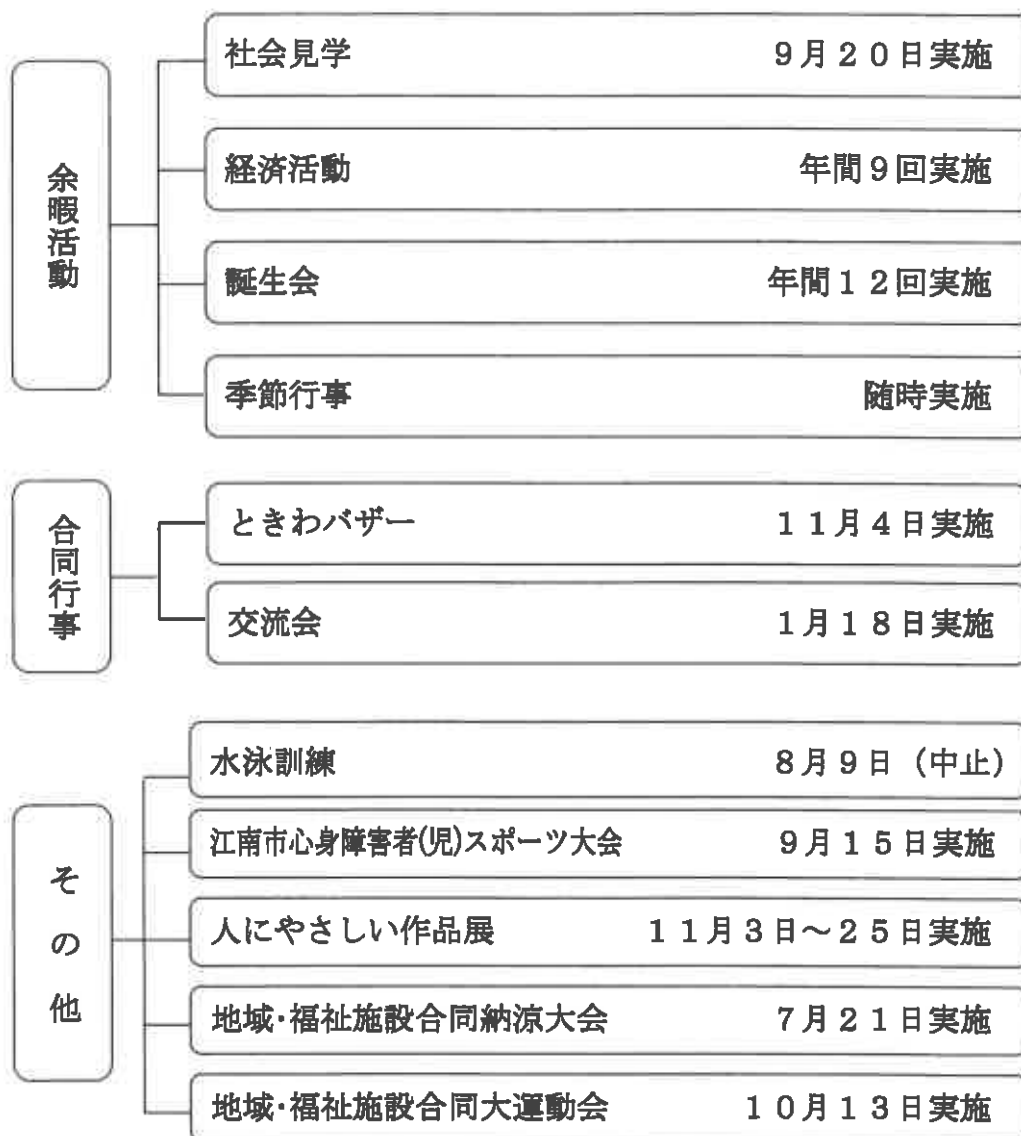 余暇活動
社会見学 9月20日実施
経済活動 年間9回実施
誕生会 年間12回実施
季節行事 随時実施
合同行事
ときわバザー 11月4日実施
交流会 1月18日実施
その他
水泳訓練 8月9日(中止)
江南市心身障害者(児)スポーツ大会 9月15日実施
人にやさしい作品展 11月3日～25日実施
地域・福祉施設合同納涼大会 7月21日実施
地域・福祉施設合同大運動会 10月13日実施